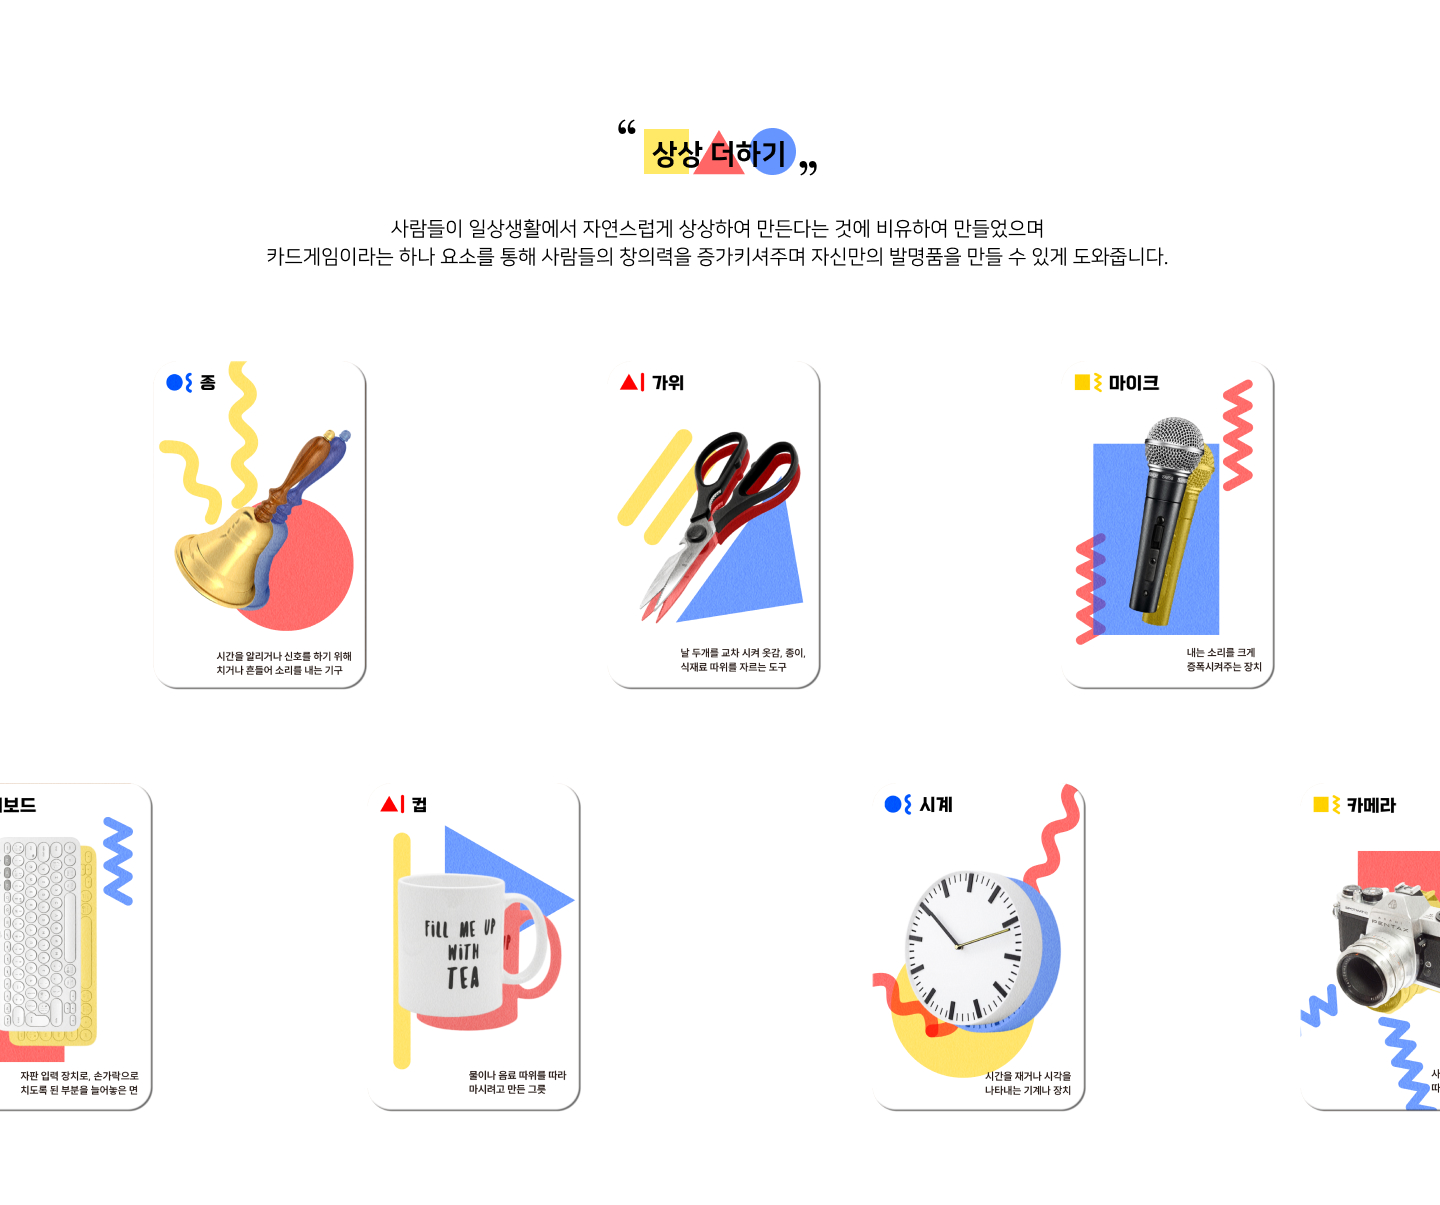 “ 상상 더하기 ”
사람들이 일상생활에서 자연스럽게 상상하여 만든다는 것에 비유하여 만들었으며
카드게임이라는 하나 요소를 통해 사람들의 창의력을 증가키셔주며 자신만의 발명품을 만들 수 있게 도와줍니다.
종
시간을 알리거나 신호를 하기 위해
치거나 흔들어 소리를 내는 기구
가위
날 두개를 교차 시켜 옷감, 종이,
식재료 따위를 자르는 도구
마이크
내는 소리를 크게
증폭시켜주는 장치
보드
자판 입력 장치로, 손가락으로
치도록 된 부분을 늘어놓은 면
컵
FiLL ME UP
WiTH
TEA
UP
물이나 음료 따위를 따라
마시려고 만든 그릇
시계
시간을 재거나 시각을
나타내는 기계나 장치
카메라
PENTAX
사